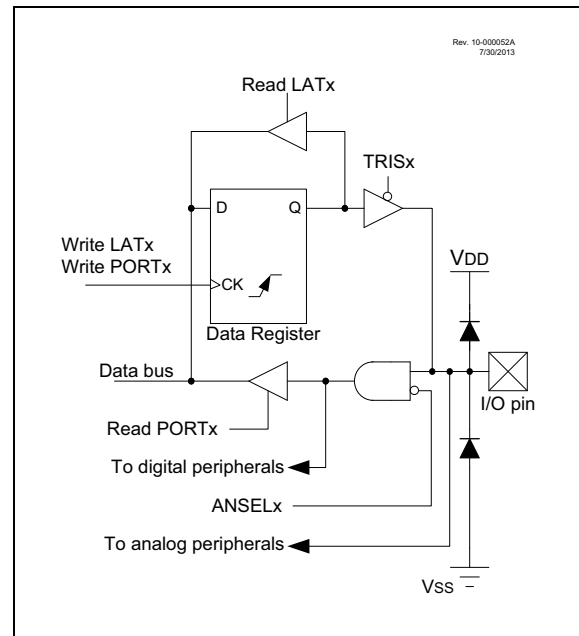 Rev. 10-000052A
7/30/2013
Read LATx
TRISx
D Q
Write LATx
Write PORTx
CK
VDD
Data Register
Data bus
I/O pin
Read PORTx
To digital peripherals
ANSELx
To analog peripherals
VSS